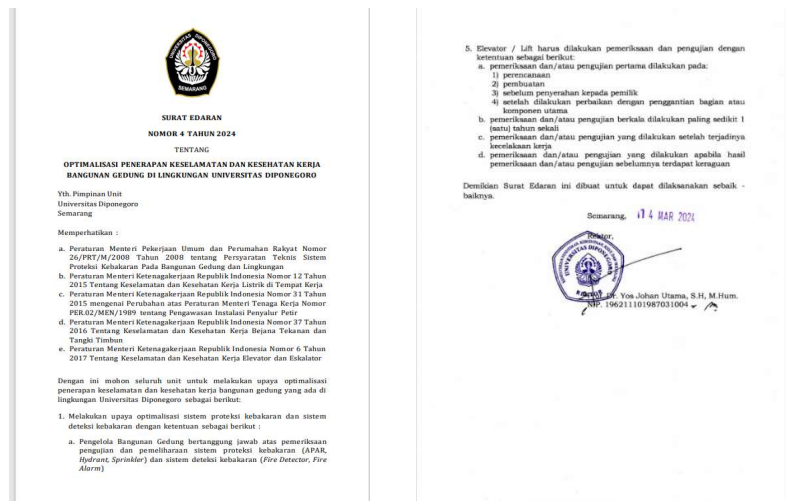 UNIVERSITAS DIPONEGORO
SEMARANG
SURAT EDARAN
NOMOR 4 TAHUN 2024
TENTANG
OPTIMALISASI PENERAPAN KESELAMATAN DAN KESEHATAN KERJA
BANGUNAN GEDUNG DI LINGKUNGAN UNIVERSITAS DIPONEGORO
Yth. Pimpinan Unit
Universitas Diponegoro
Semarang
Memperhatikan :
a. Peraturan Menteri Pekerjaan Umum dan Perumahan Rakyat Nomor
26/PRT/M/2008 Tahun 2008 tentang Persyaratan Teknis Sistem
Proteksi Kebakaran Pada Bangunan Gedung dan Lingkungan
b. Peraturan Menteri Ketenagakerjaan Republik Indonesia Nomor 12 Tahun
2015 Tentang Keselamatan dan Kesehatan Kerja Listrik di Tempat Kerja
c. Peraturan Menteri Ketenagakerjaan Republik Indonesia Nomor 31 Tahun
2015 mengenai Perubahan atas Peraturan Menteri Tenaga Kerja Nomor
PER.02/MEN/1989 tentang Pengawasan Instalasi Penyalur Petir
d. Peraturan Menteri Ketenagakerjaan Republik Indonesia Nomor 37 Tahun
2016 Tentang Keselamatan dan Kesehatan Kerja Bejana Tekanan dan
Tangki Timbun
e. Peraturan Menteri Ketenagakerjaan Republik Indonesia Nomor 6 Tahun
2017 Tentang Keselamatan dan Kesehatan Kerja Elevator dan Eskalator
Dengan ini mohon seluruh unit untuk melakukan upaya optimalisasi
penerapan keselamatan dan kesehatan kerja bangunan gedung yang ada di
lingkungan Universitas Diponegoro sebagai berikut:
1. Melakukan upaya optimalisasi sistem proteksi kebakaran dan sistem
deteksi kebakaran dengan ketentuan sebagai berikut :
a. Pengelola Bangunan Gedung bertanggung jawab atas pemeriksaan
pengujian dan pemeliharaan sistem proteksi kebakaran (APAR,
Hydrant, Sprinkler) dan sistem deteksi kebakaran (Fire Detector, Fire
Alarm)
5. Elevator / Lift harus dilakukan pemeriksaan dan pengujian dengan
ketentuan sebagai berikut:
a. pemeriksaan dan/atau pengujian pertama dilakukan pada:
1) perencanaan
2) pembuatan
3) sebelum penyerahan kepada pemilik
4) setelah dilakukan perbaikan dengan penggantian bagian atau
komponen utama
b. pemeriksaan dan/atau pengujian berkala dilakukan paling sedikit 1
(satu) tahun sekali
c. pemeriksaan dan/atau pengujian yang dilakukan setelah terjadinya
kecelakaan kerja
d. pemeriksaan dan/atau pengujian yang dilakukan apabila hasil
pemeriksaan dan/atau pengujian sebelumnya terdapat keraguan
Demikian Surat Edaran ini dibuat untuk dapat dilaksanakan sebaik -
baiknya.
Semarang, 14 MAR 2024
Rektor,
UNIVERSITAS DIPONEGORO
Dr. Yos Johan Utama, S.H, M.Hum.
NIP. 196211101987031004